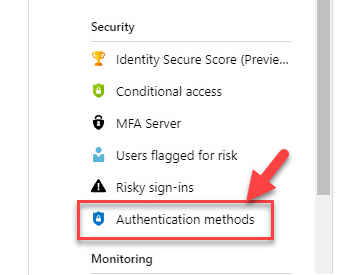 Security
Identity Secure Score (Previe...
Conditional access
MFA Server
Users flagged for risk
Risky sign-ins
Authentication methods
Monitoring